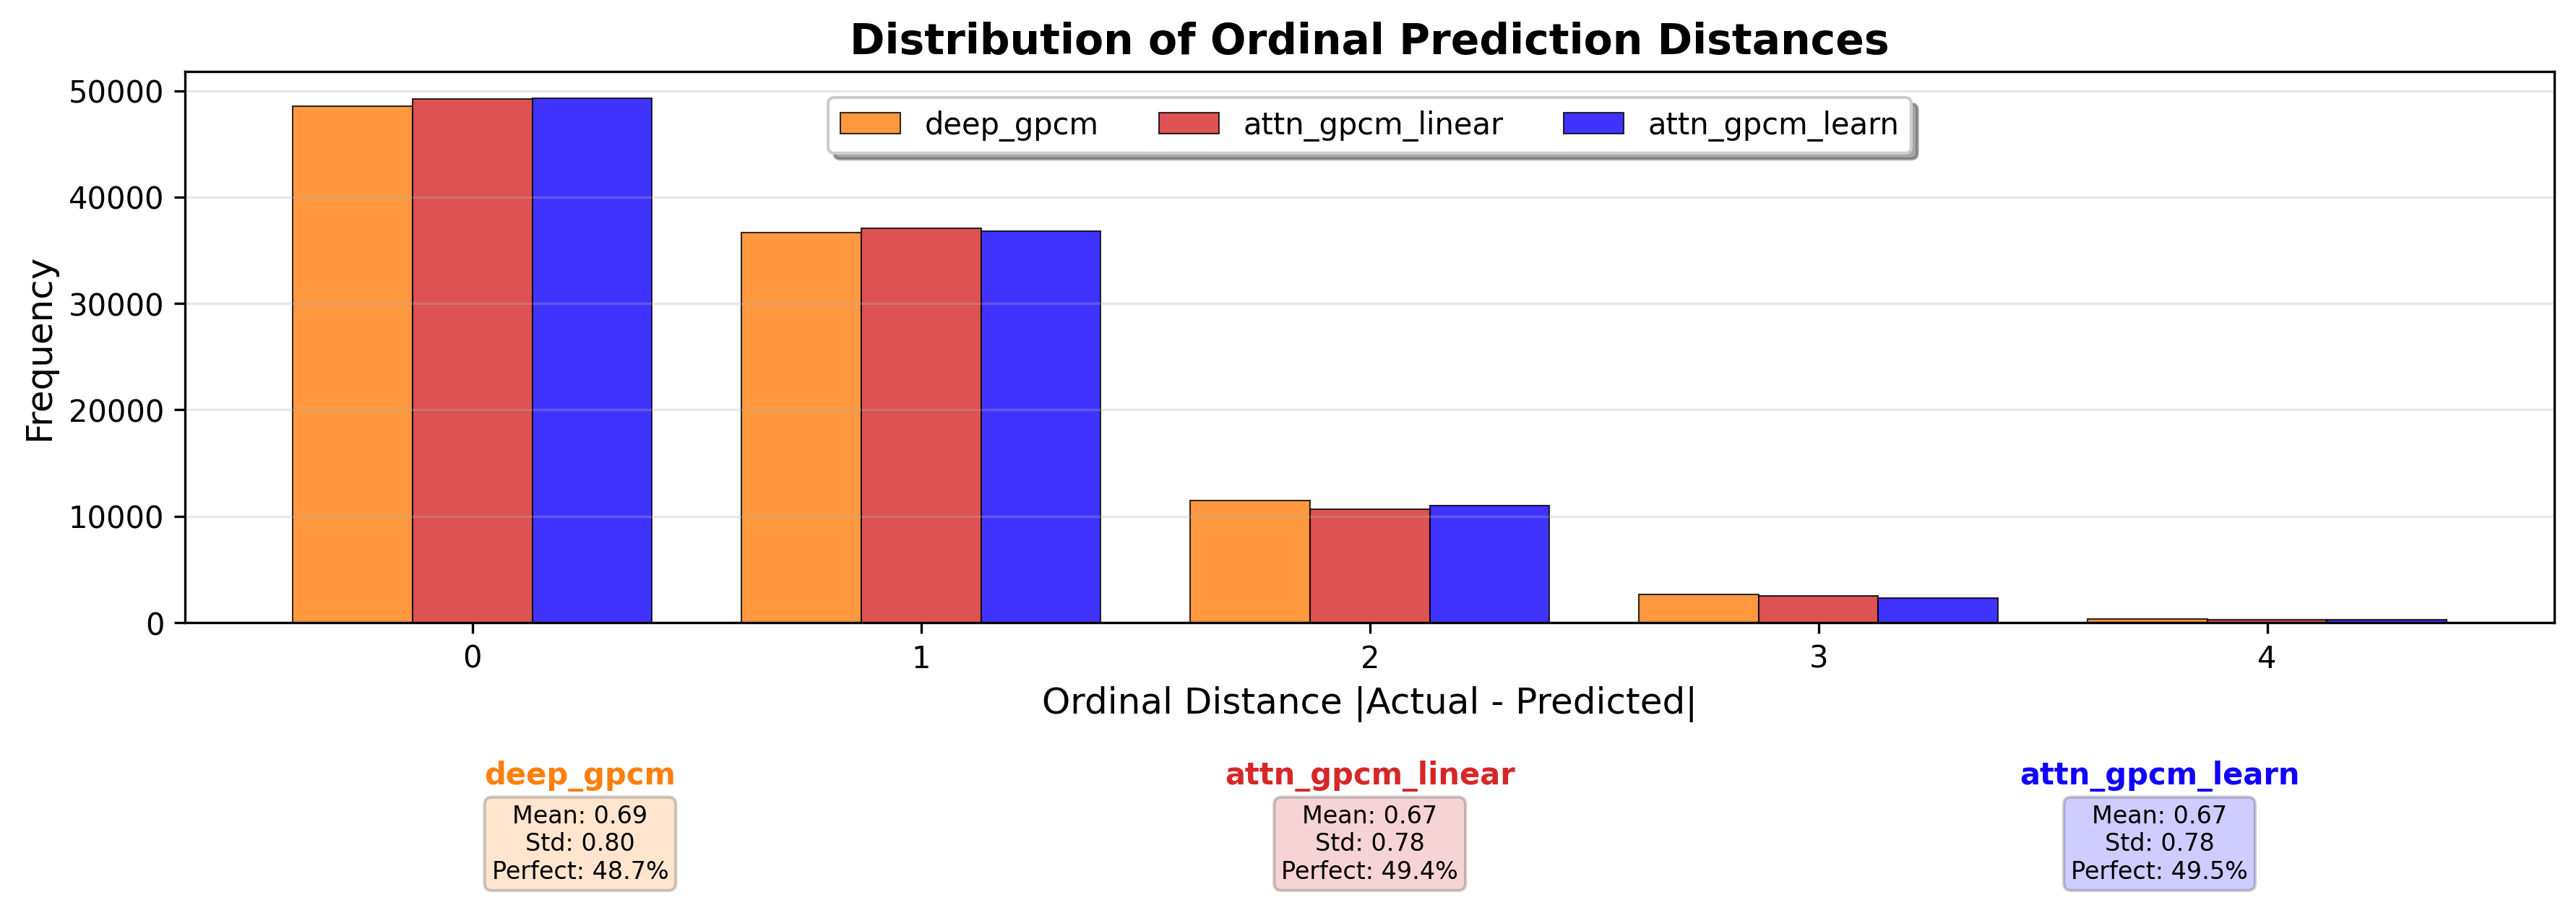 Distribution of Ordinal Prediction Distances
deep_gpcm attn_gpcm_linear attn_gpcm_learn
Frequency
50000
40000
30000
20000
10000
0
0 1 2 3 4
Ordinal Distance |Actual - Predicted|
deep_gpcm
Mean: 0.69
Std: 0.80
Perfect: 48.7%
attn_gpcm_linear
Mean: 0.67
Std: 0.78
Perfect: 49.4%
attn_gpcm_learn
Mean: 0.67
Std: 0.78
Perfect: 49.5%